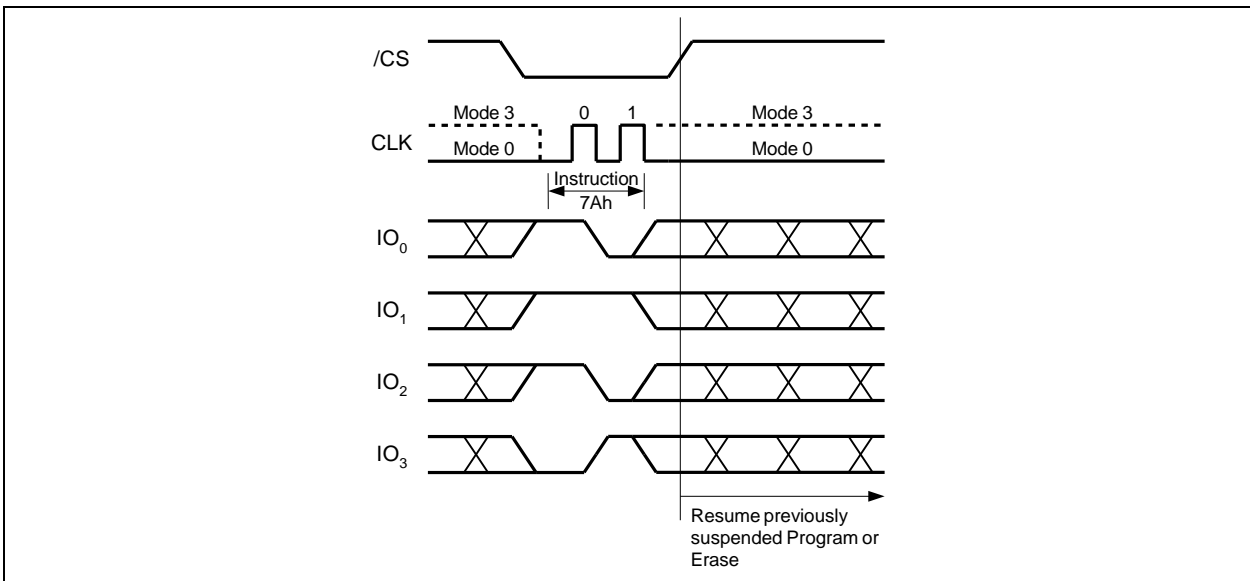 /CS
Mode 3 0 1 Mode 3
CLK
Mode 0 Mode 0
Instruction
7Ah
IO0
IO1
IO2
IO3
Resume previously
suspended Program or
Erase